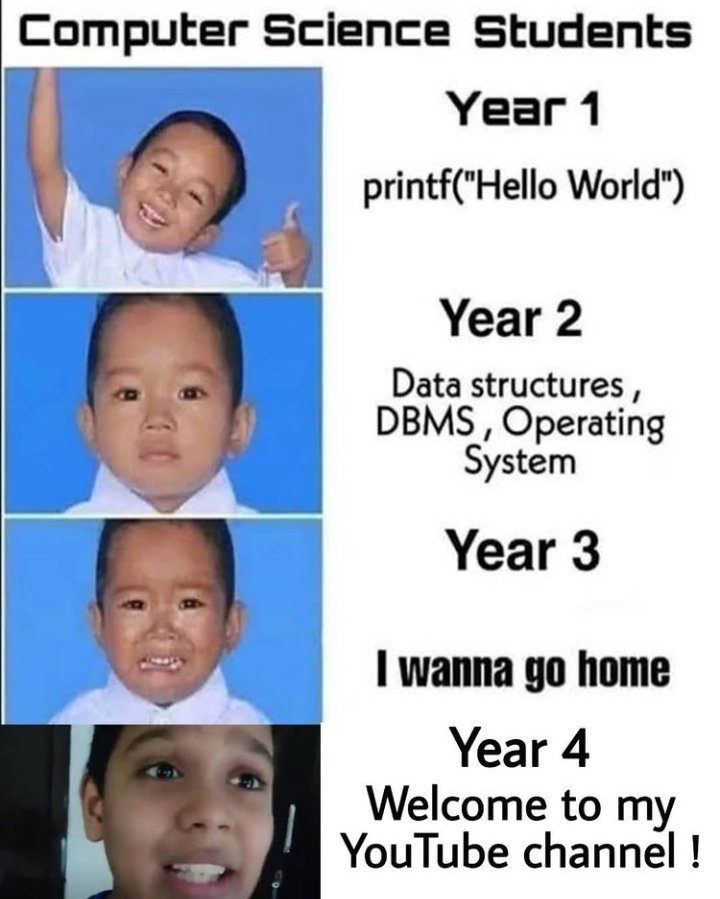 Computer Science Students
Year 1
printf("Hello World")
Year 2
Data structures ,
DBMS , Operating
System
Year 3
I wanna go home
Year 4
Welcome to my
YouTube channel !